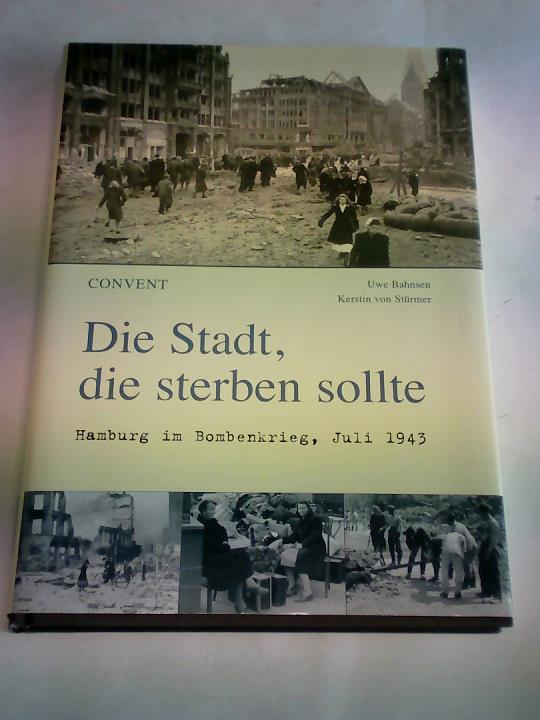 CONVENT
Uwe Bahnsen
Kerstin von Stürmer
Die Stadt,
die sterben sollte
Hamburg im Bombenkrieg, Juli 1943